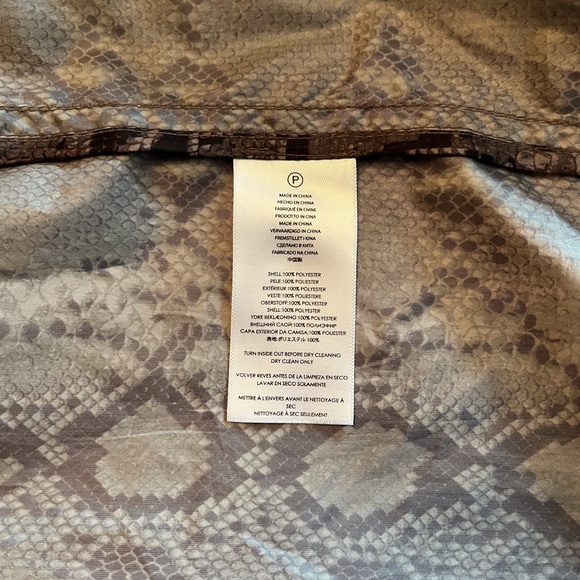 P
MADE IN CHINA
HECHO EN CHINA
FABRIQUÉ EN CHINE
PRODOTTO IN CINA
MADE IN CHINA
VERVAARDIGD IN CHINA
FREMSTILLET I KINA
СДЕЛАНО В КИТА
FABRICADO NA CHINA
中国製
SHELL:100% POLYESTER
PELE:100% POLYESTER
EXTÉRIEUR:100% POLYESTER
VESTE:100% POLIESTERE
OBERSTOFF:100% POLYESTER
SHELL:100% POLYESTER
YDRE BEKLÆDNING:100% POLYESTER
ВНЕШНИЙ СЛОЙ:100% ПОЛИЭФИР
CAPA EXTERIOR DA CAMISA:100% POLIESTER
表地:ポリエステル 100%
TURN INSIDE OUT BEFORE DRY CLEANING
DRY CLEAN ONLY
VOLVER REVES ANTES DE LA LIMPIEZA EN SECO
LAVAR EN SECO SOLAMENTE
METTRE À L'ENVERS AVANT LE NETTOYAGE À
SEC
NETTOYAGE À SEC SEULEMENT